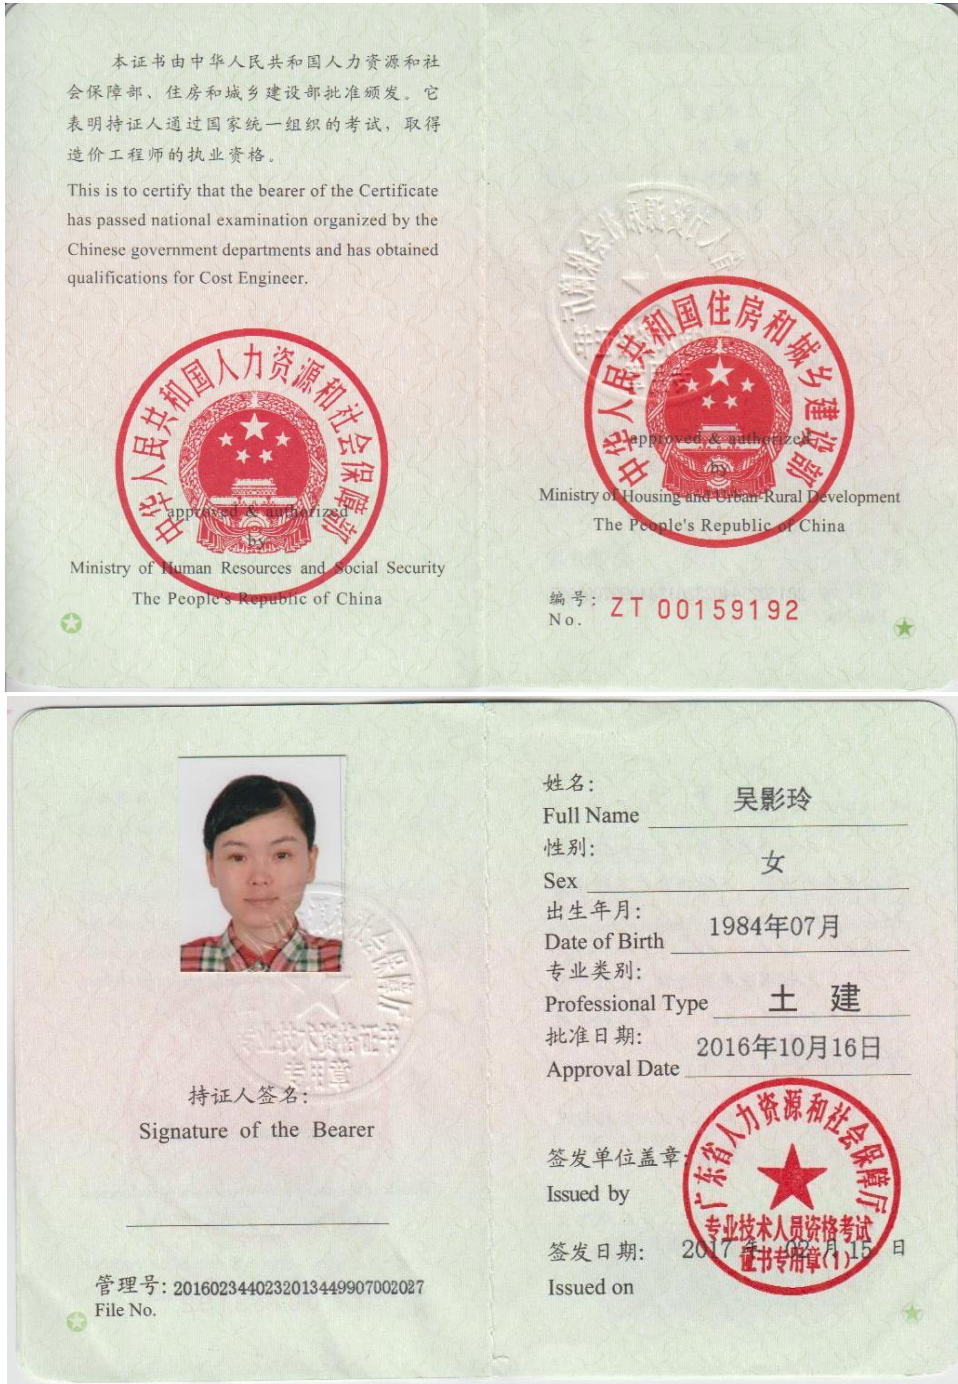 本证书由中华人民共和国人力资源和社
会保障部、住房和城乡建设部批准颁发。它
表明持证人通过国家统一组织的考试，取得
造价工程师的执业资格。
This is to certify that the bearer of the Certificate
has passed national examination organized by the
Chinese government departments and has obtained
qualifications for Cost Engineer.
中华人民共和国人力资源和社会保障部
approved & authorized
by
Ministry of Human Resources and Social Security
The People's Republic of China
中华人民共和国住房和城乡建设部
approved & authorized
by
Ministry of Housing and Urban-Rural Development
The People's Republic of China
编号:
No.
ZT 00159192
持证人签名:
Signature of the Bearer
管理号: 2016023440232013449907002027
File No.
专业技术资格证书
专用章
姓名:
Full Name 吴影玲
性别:
Sex 女
出生年月:
Date of Birth 1984年07月
专业类别:
Professional Type 土 建
批准日期:
Approval Date 2016年10月16日
签发单位盖章:
Issued by
广东省人力资源和社会保障厅
专业技术人员资格考试
证书专用章(1)
签发日期: 2017 年 02 月 15 日
Issued on